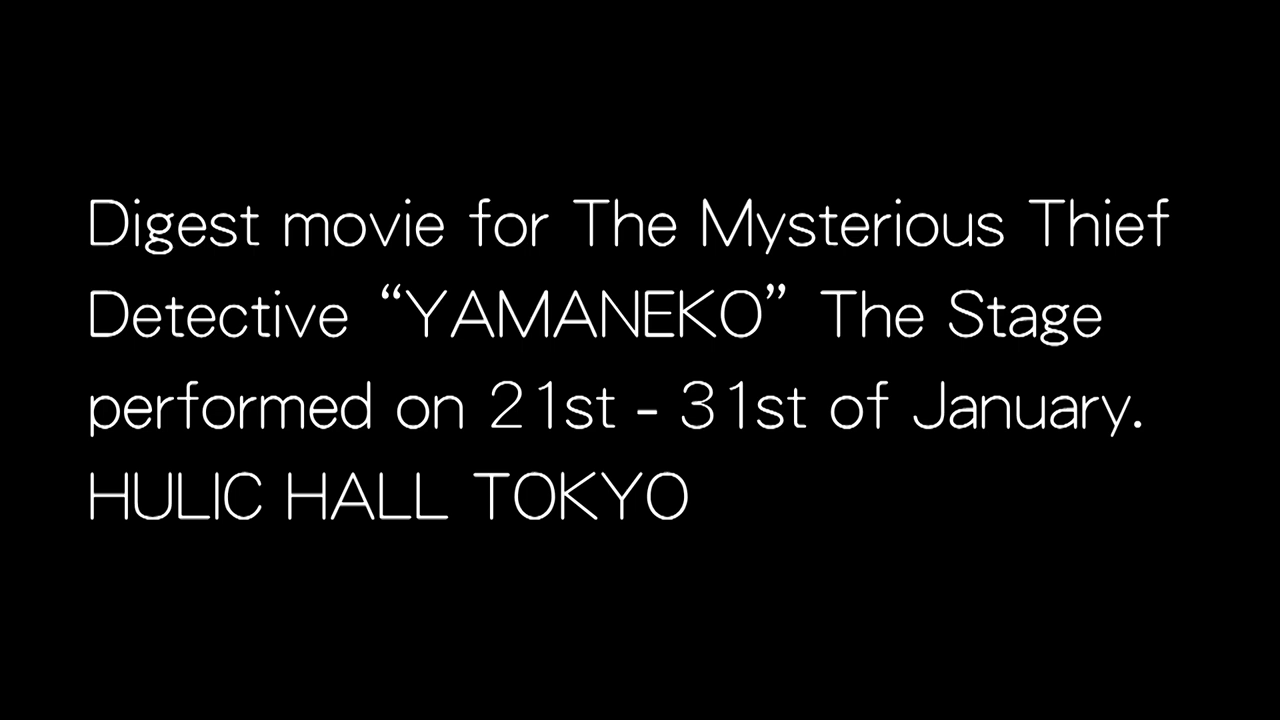 Digest movie for The Mysterious Thief
Detective “YAMANEKO” The Stage
performed on 21st - 31st of January.
HULIC HALL TOKYO